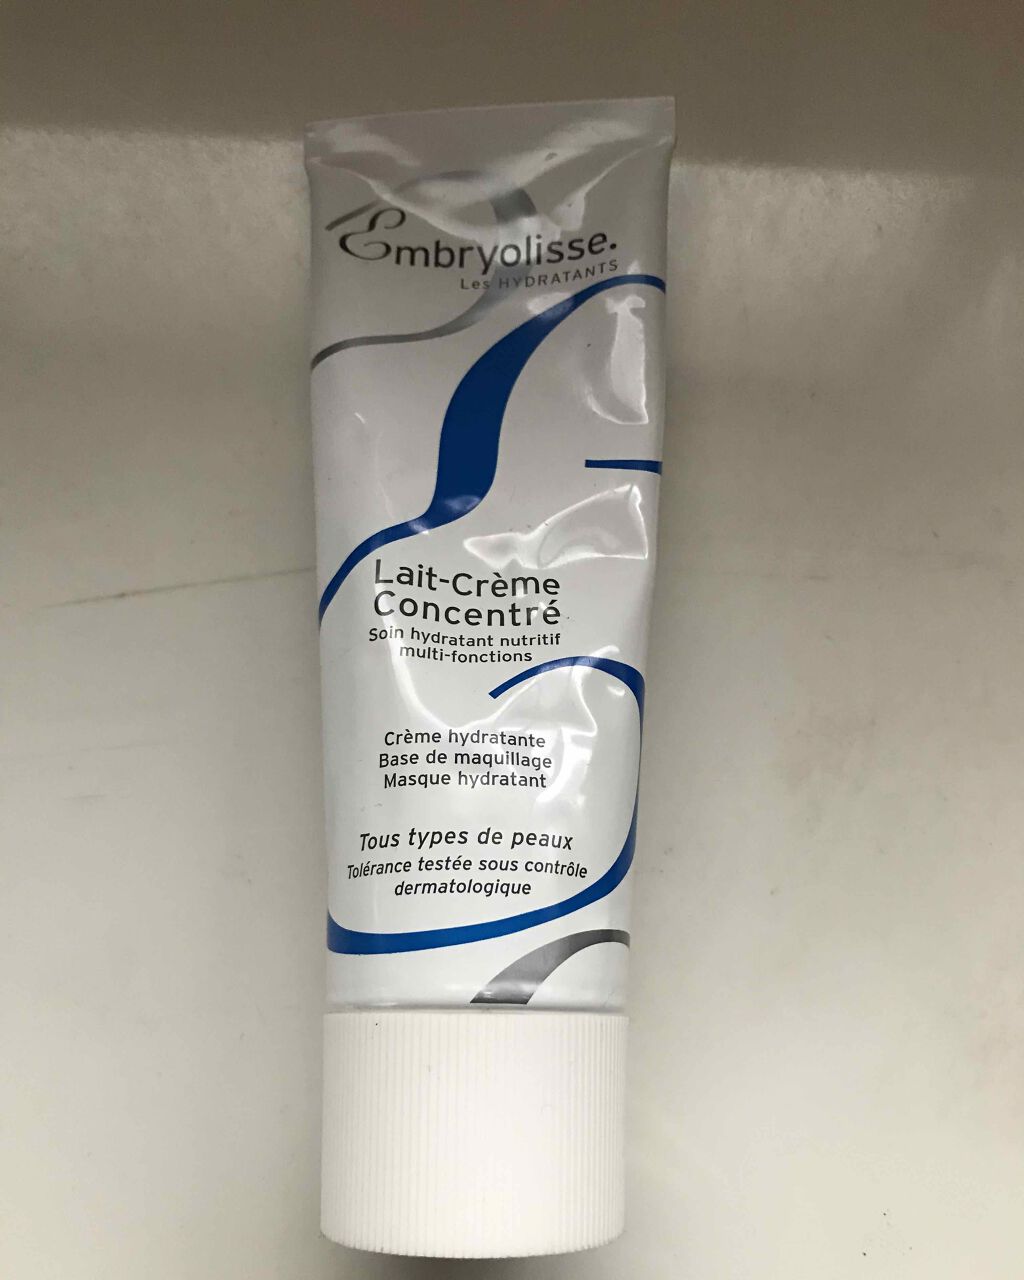 Embryolisse.
Les HYDRATANTS
Lait-Crème
Concentré
Soin hydratant nutritif
multi-fonctions
Crème hydratante
Base de maquillage
Masque hydratant
Tous types de peaux
Tolérance testée sous contrôle
dermatologique